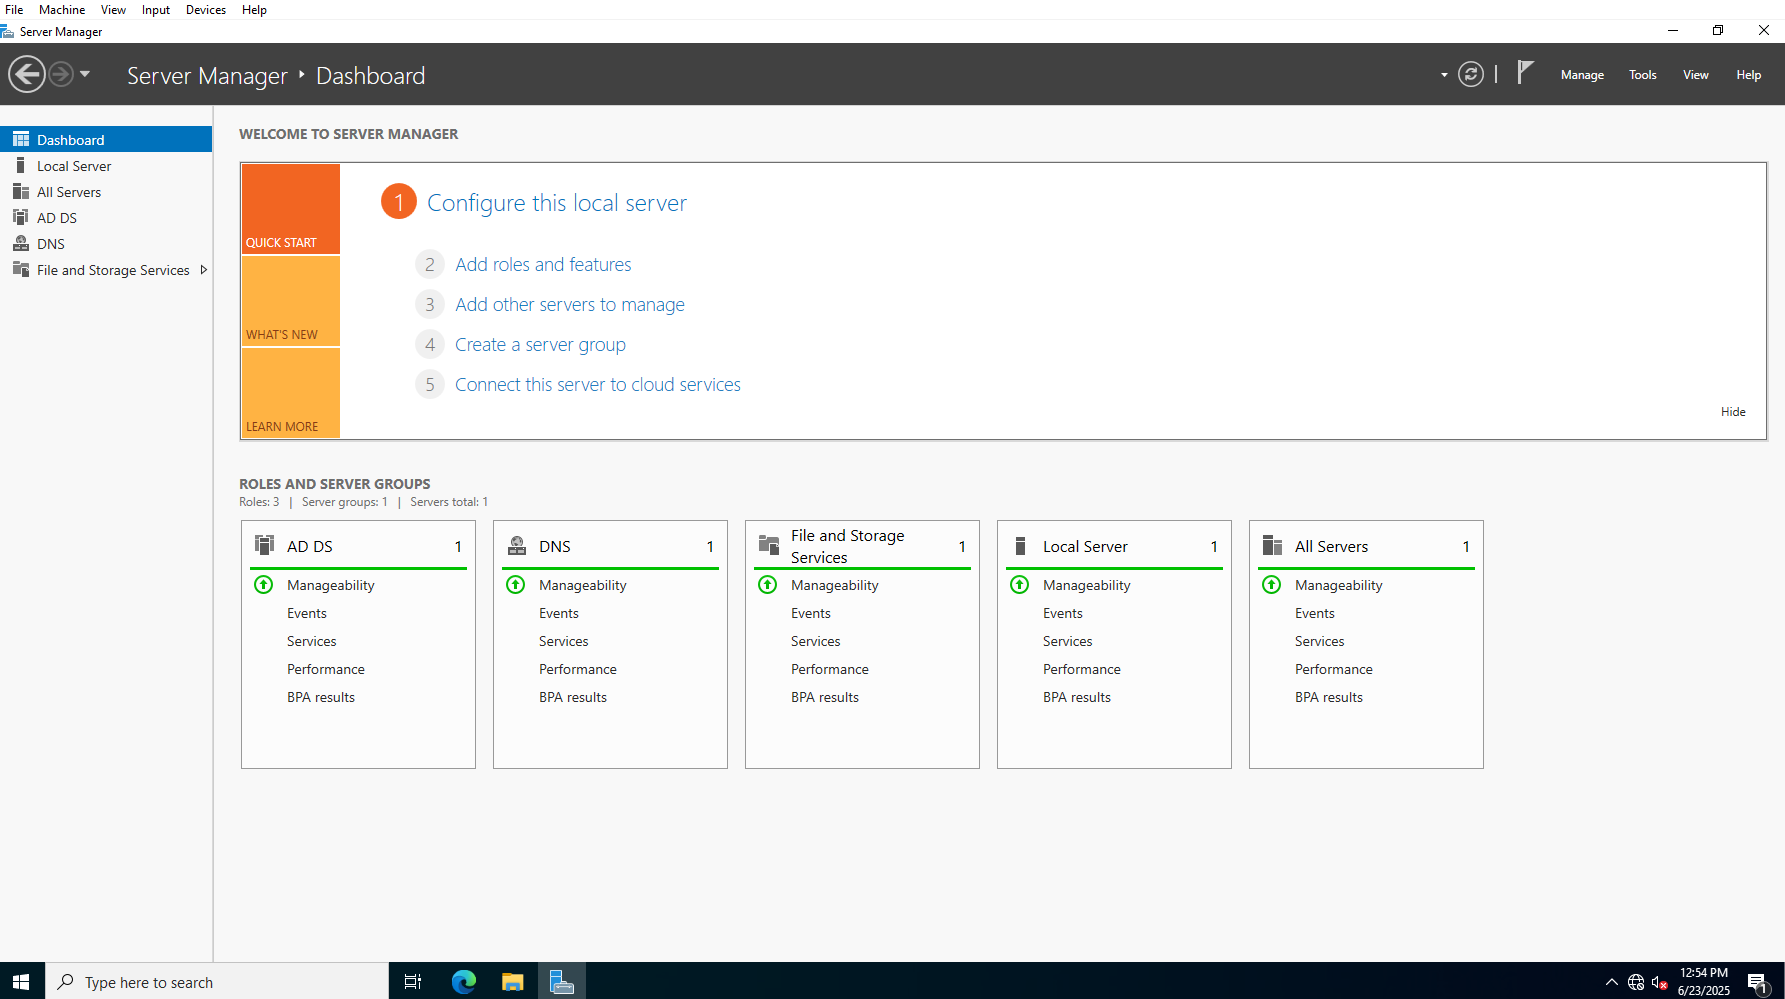 File Machine View Input Devices Help
Server Manager
Server Manager Dashboard
Manage Tools View Help
Dashboard
Local Server
All Servers
AD DS
DNS
File and Storage Services
WELCOME TO SERVER MANAGER
QUICK START
WHAT'S NEW
LEARN MORE
1 Configure this local server
2 Add roles and features
3 Add other servers to manage
4 Create a server group
5 Connect this server to cloud services
Hide
ROLES AND SERVER GROUPS
Roles: 3 | Server groups: 1 | Servers total: 1
AD DS 1
Manageability
Events
Services
Performance
BPA results
DNS 1
Manageability
Events
Services
Performance
BPA results
File and Storage
Services 1
Manageability
Events
Services
Performance
BPA results
Local Server 1
Manageability
Events
Services
Performance
BPA results
All Servers 1
Manageability
Events
Services
Performance
BPA results
Type here to search
12:54 PM
6/23/2025
1